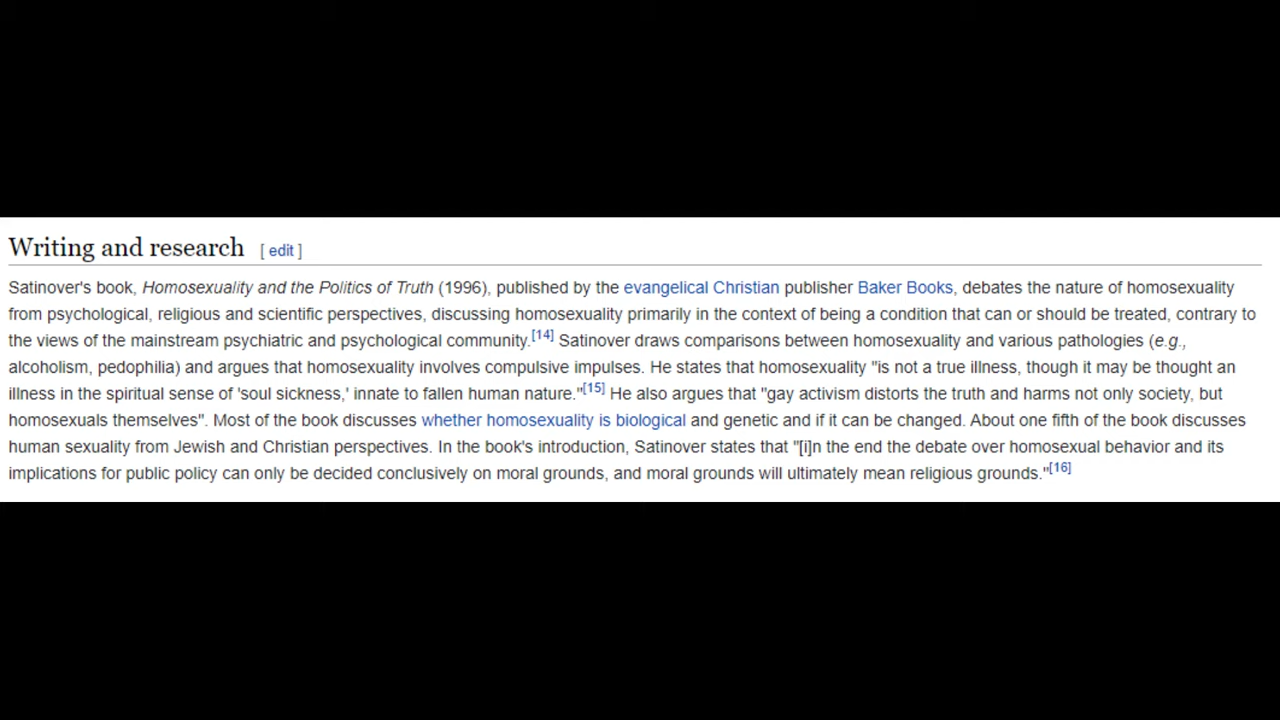 Writing and research [ edit ]
Satinover's book, Homosexuality and the Politics of Truth (1996), published by the evangelical Christian publisher Baker Books, debates the nature of homosexuality
from psychological, religious and scientific perspectives, discussing homosexuality primarily in the context of being a condition that can or should be treated, contrary to
the views of the mainstream psychiatric and psychological community.[14] Satinover draws comparisons between homosexuality and various pathologies (e.g.,
alcoholism, pedophilia) and argues that homosexuality involves compulsive impulses. He states that homosexuality "is not a true illness, though it may be thought an
illness in the spiritual sense of 'soul sickness,' innate to fallen human nature."[15] He also argues that "gay activism distorts the truth and harms not only society, but
homosexuals themselves". Most of the book discusses whether homosexuality is biological and genetic and if it can be changed. About one fifth of the book discusses
human sexuality from Jewish and Christian perspectives. In the book's introduction, Satinover states that "[i]n the end the debate over homosexual behavior and its
implications for public policy can only be decided conclusively on moral grounds, and moral grounds will ultimately mean religious grounds."[16]